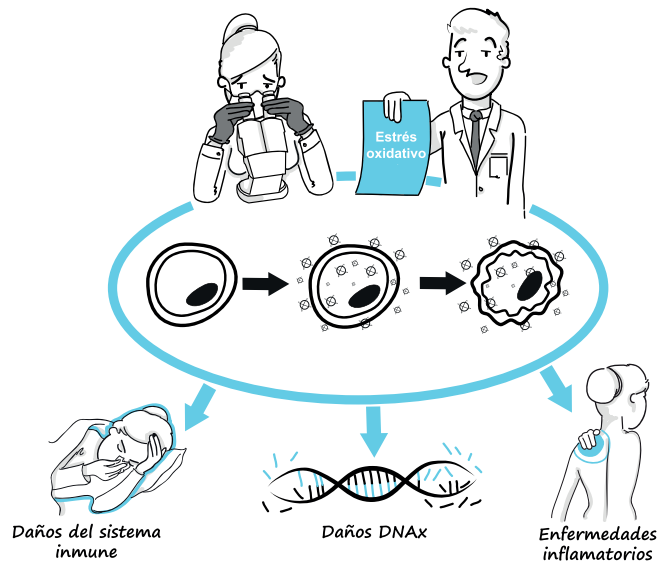 Estrés
oxidativo
Daños del sistema
inmune
Daños DNAx
Enfermedades
inflamatorios